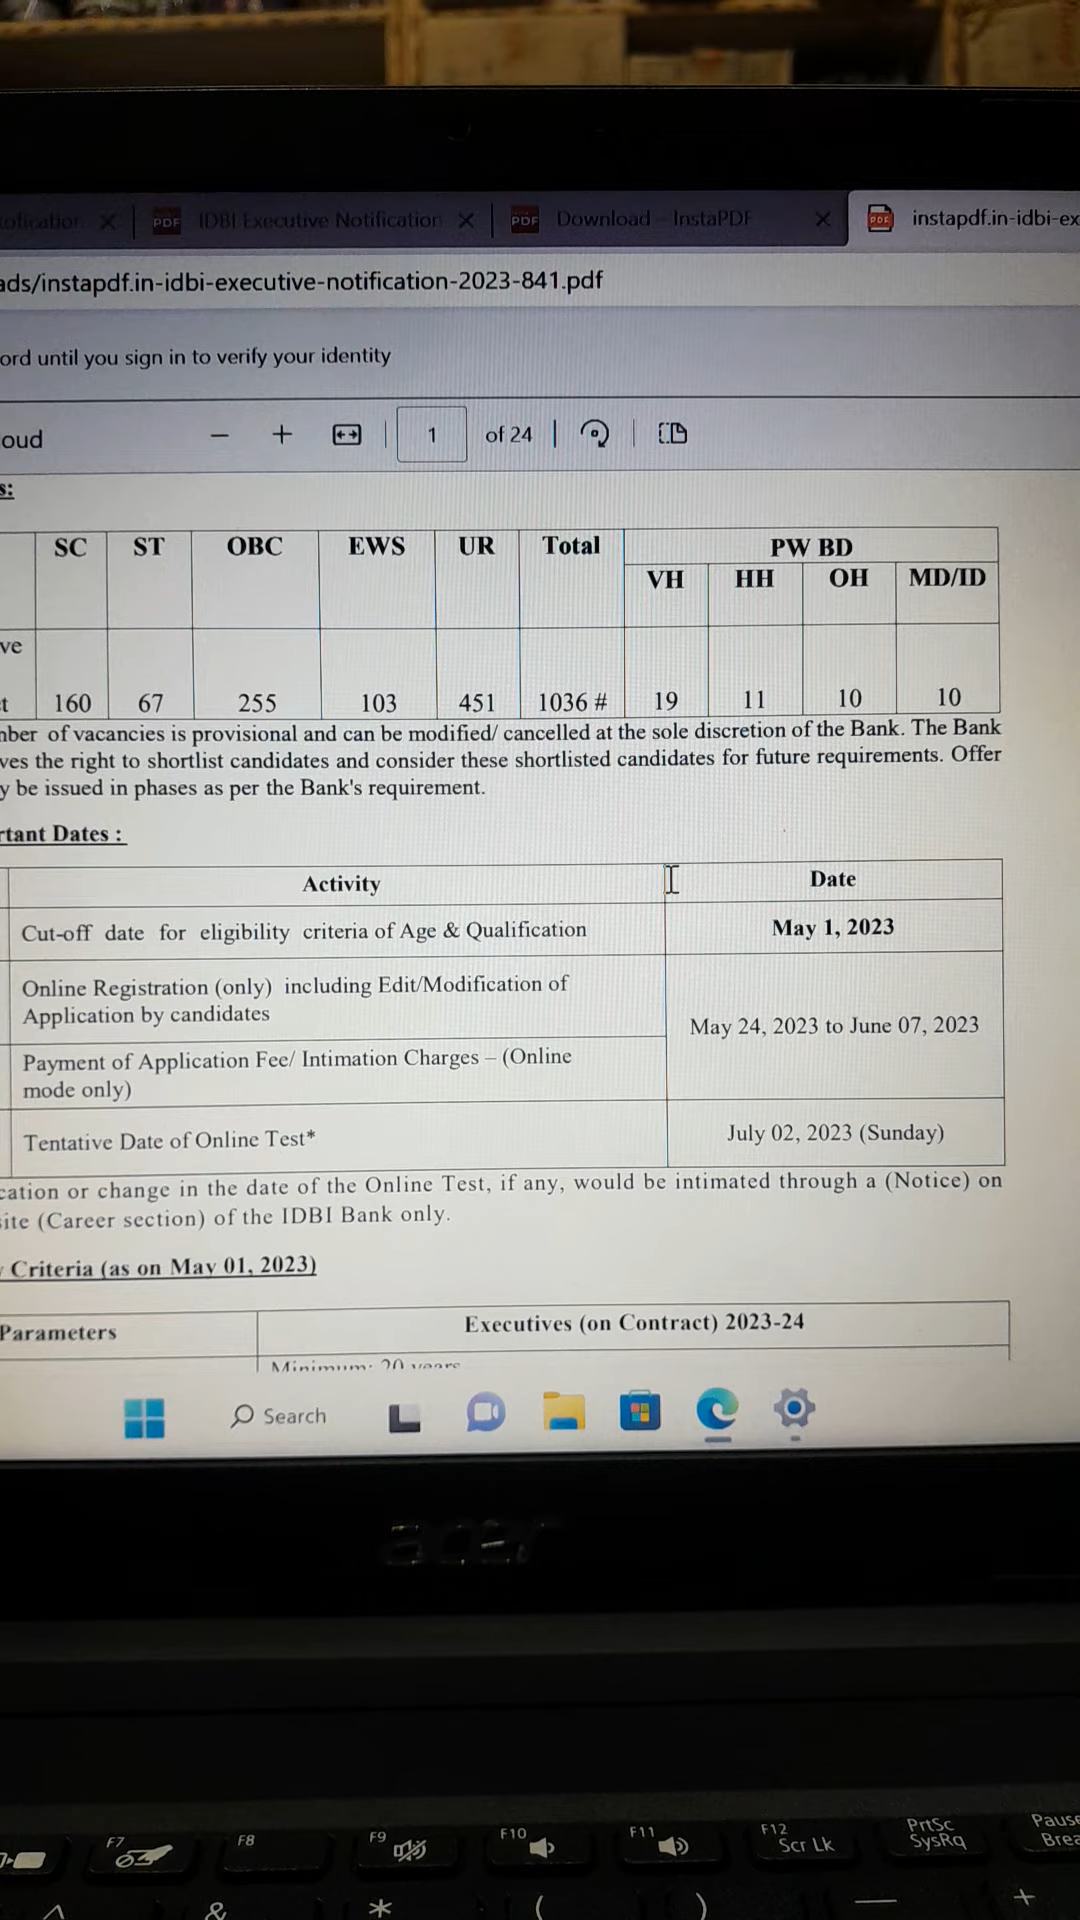 PDF IDBI Executive Notification
PDF Download - InstaPDF
PDF instapdf.in-idbi-ex
ads/instapdf.in-idbi-executive-notification-2023-841.pdf
ord until you sign in to verify your identity
oud − + 1 of 24
s:
SC ST OBC EWS UR Total PW BD
VH HH OH MD/ID
ve
t 160 67 255 103 451 1036 # 19 11 10 10
nber of vacancies is provisional and can be modified/ cancelled at the sole discretion of the Bank. The Bank
ves the right to shortlist candidates and consider these shortlisted candidates for future requirements. Offer
y be issued in phases as per the Bank's requirement.
rtant Dates :
Activity Date
Cut-off date for eligibility criteria of Age & Qualification May 1, 2023
Online Registration (only) including Edit/Modification of
Application by candidates
May 24, 2023 to June 07, 2023
Payment of Application Fee/ Intimation Charges – (Online
mode only)
Tentative Date of Online Test* July 02, 2023 (Sunday)
cation or change in the date of the Online Test, if any, would be intimated through a (Notice) on
site (Career section) of the IDBI Bank only.
y Criteria (as on May 01, 2023)
Parameters Executives (on Contract) 2023-24
Minimum: 20 years
Search
acer
F7 F8 F9 F10 F11 F12 Scr Lk PrtSc SysRq Pause Brea
^ & * ( ) — +